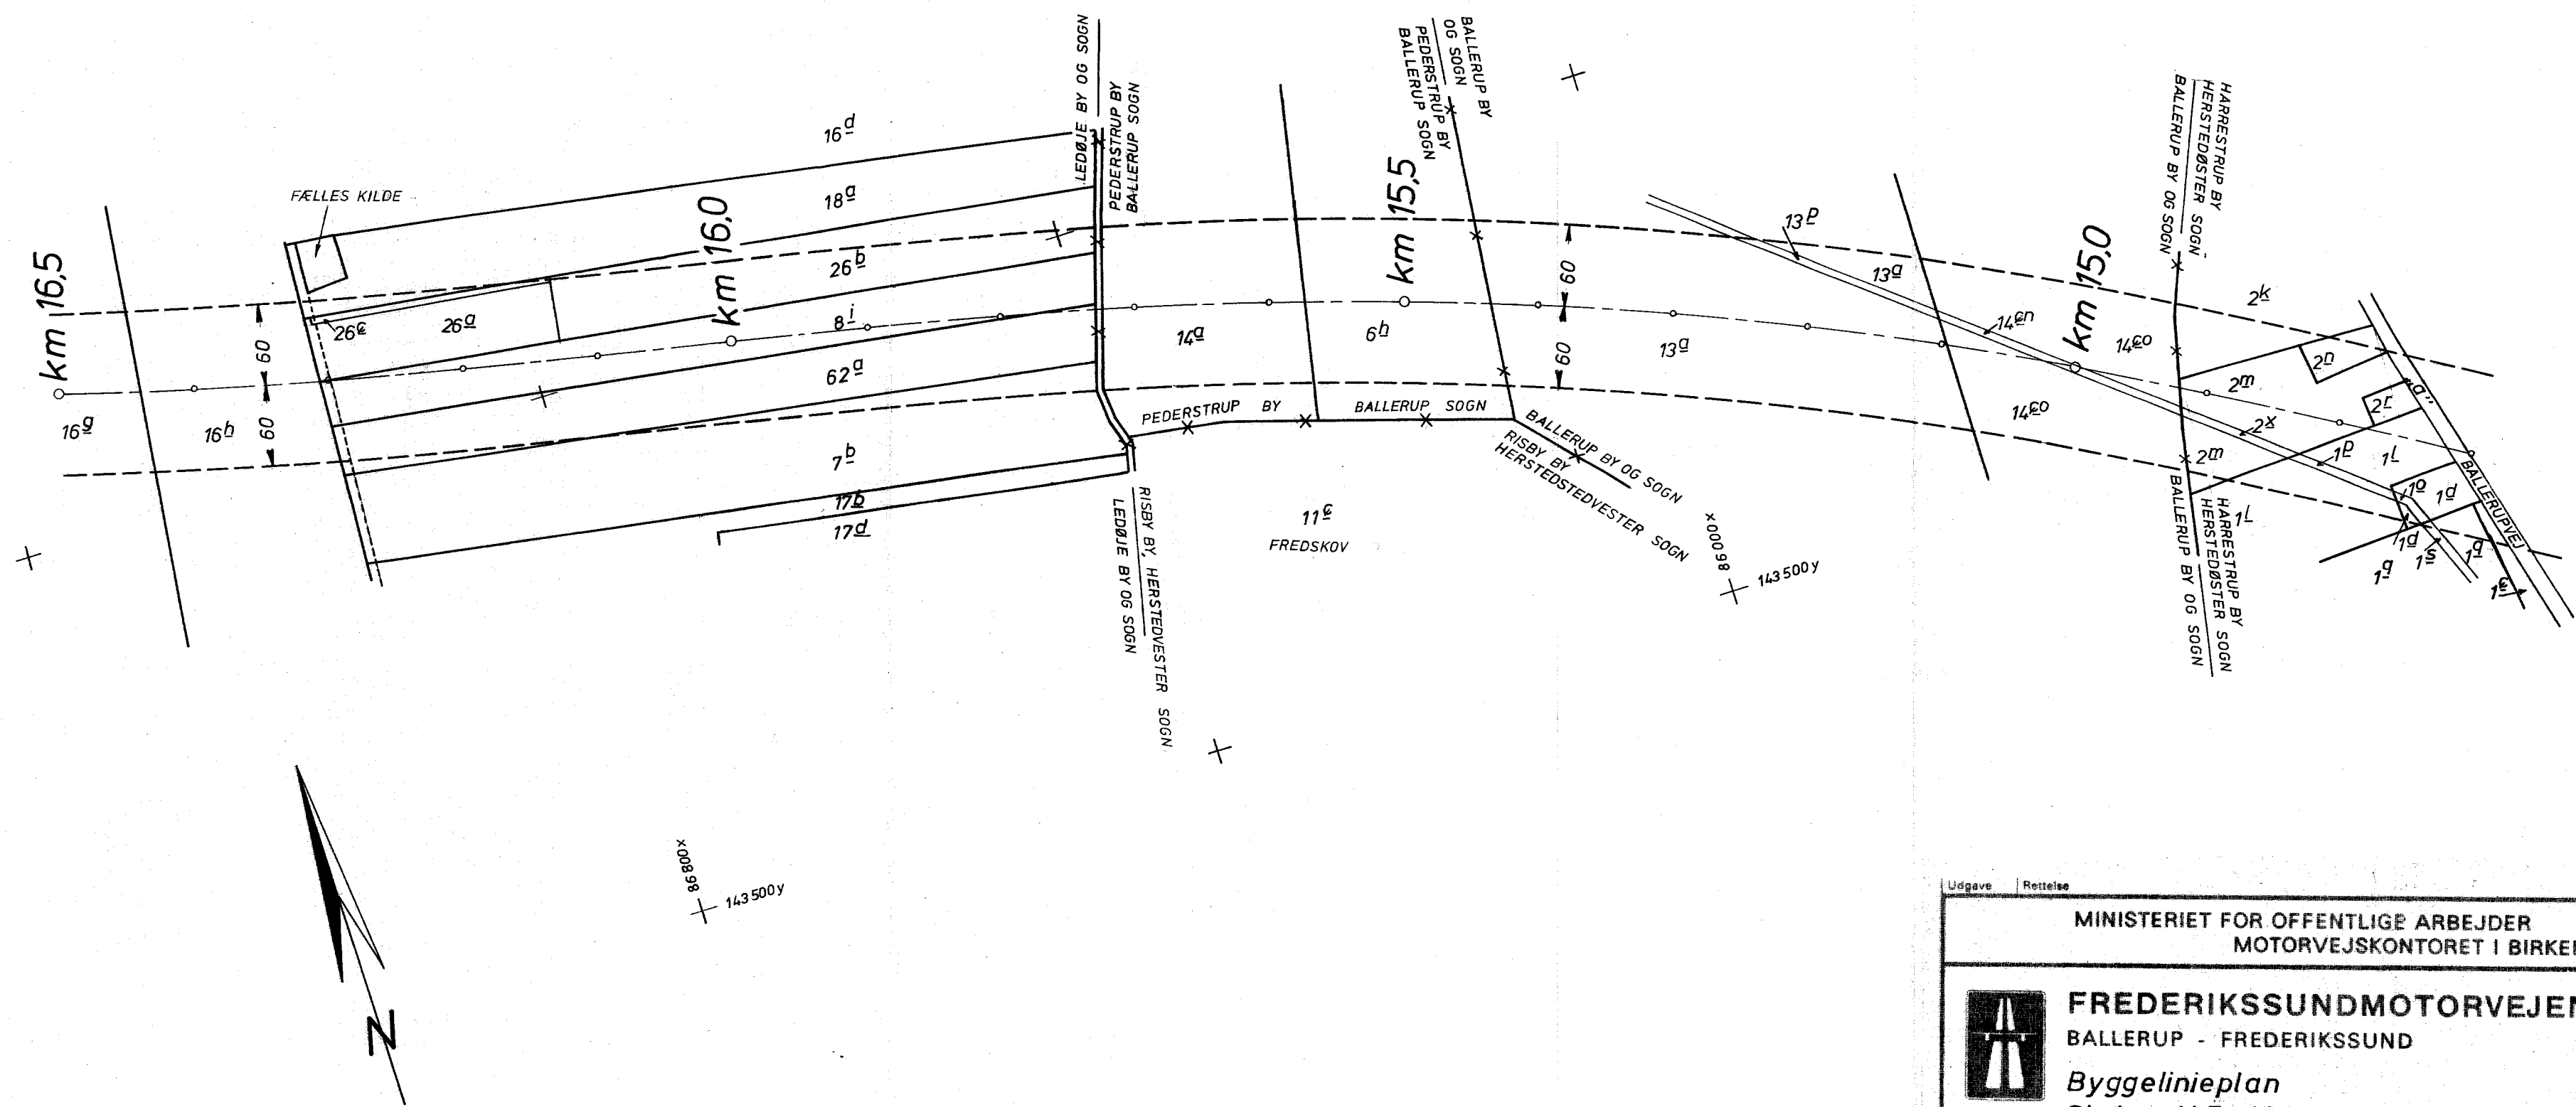 LEDØJE BY OG SOGN
PEDERSTRUP BY
BALLERUP SOGN
BALLERUP BY
OG SOGN
PEDERSTRUP BY
BALLERUP SOGN
HARRESTRUP BY
HERSTEDØSTER SOGN
BALLERUP BY OG SOGN
16d
FÆLLES KILDE
18a
km 16,5
km 16,0
km 15,5
km 15,0
26b
13p
13a
2k
60
60
26c
26a
8i
14a
6h
60
60
13a
14cn
14co
2n
2m
"a"
2r
16g
16h
62a
7b
17b
17d
PEDERSTRUP BY
BALLERUP SOGN
BALLERUP BY OG SOGN
RISBY BY
HERSTEDSTEDVESTER SOGN
14co
2m
2x
1p
1l
BALLERUPVEJ
1o
1d
1l
1d
1s
1q
1q
1c
11c
FREDSKOV
RISBY BY, HERSTEDVESTER SOGN
LEDØJE BY OG SOGN
86000x
143500y
HARRESTRUP BY
HERSTEDØSTER SOGN
BALLERUP BY OG SOGN
86800x
143500y
N
Udgave
Rettelse
MINISTERIET FOR OFFENTLIGE ARBEJDER
MOTORVEJSKONTORET I
FREDERIKSSUNDMOTORVEJEN
BALLERUP - FREDERIKSSUND
Byggelinieplan